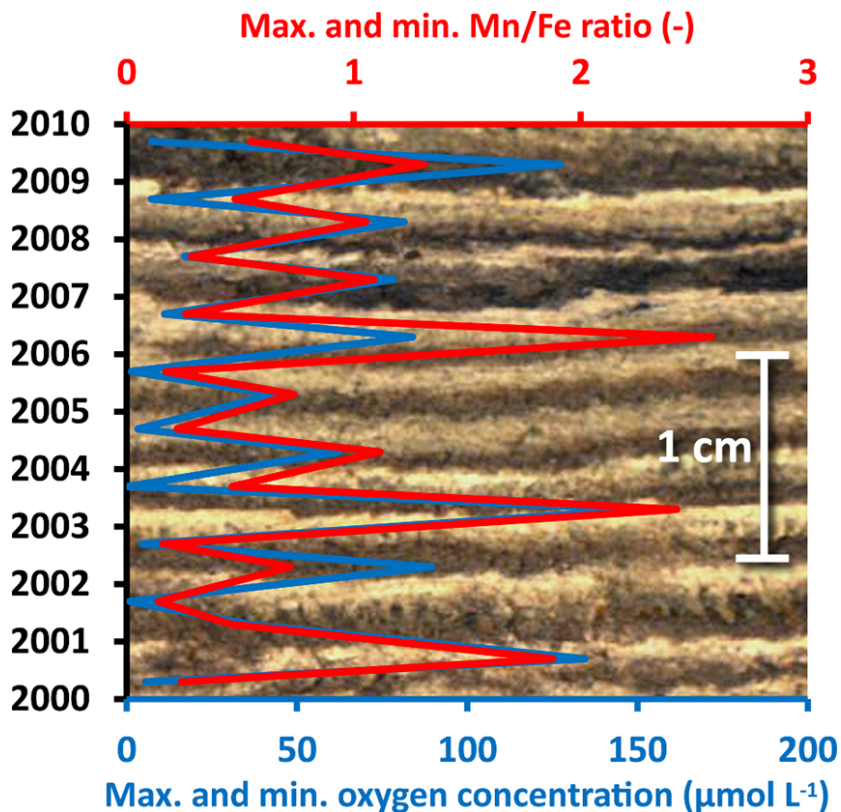 Max. and min. Mn/Fe ratio (-)
0 1 2 3
2010
2009
2008
2007
2006
2005
1 cm
2004
2003
2002
2001
2000
0 50 100 150 200
Max. and min. oxygen concentration (µmol L⁻¹)